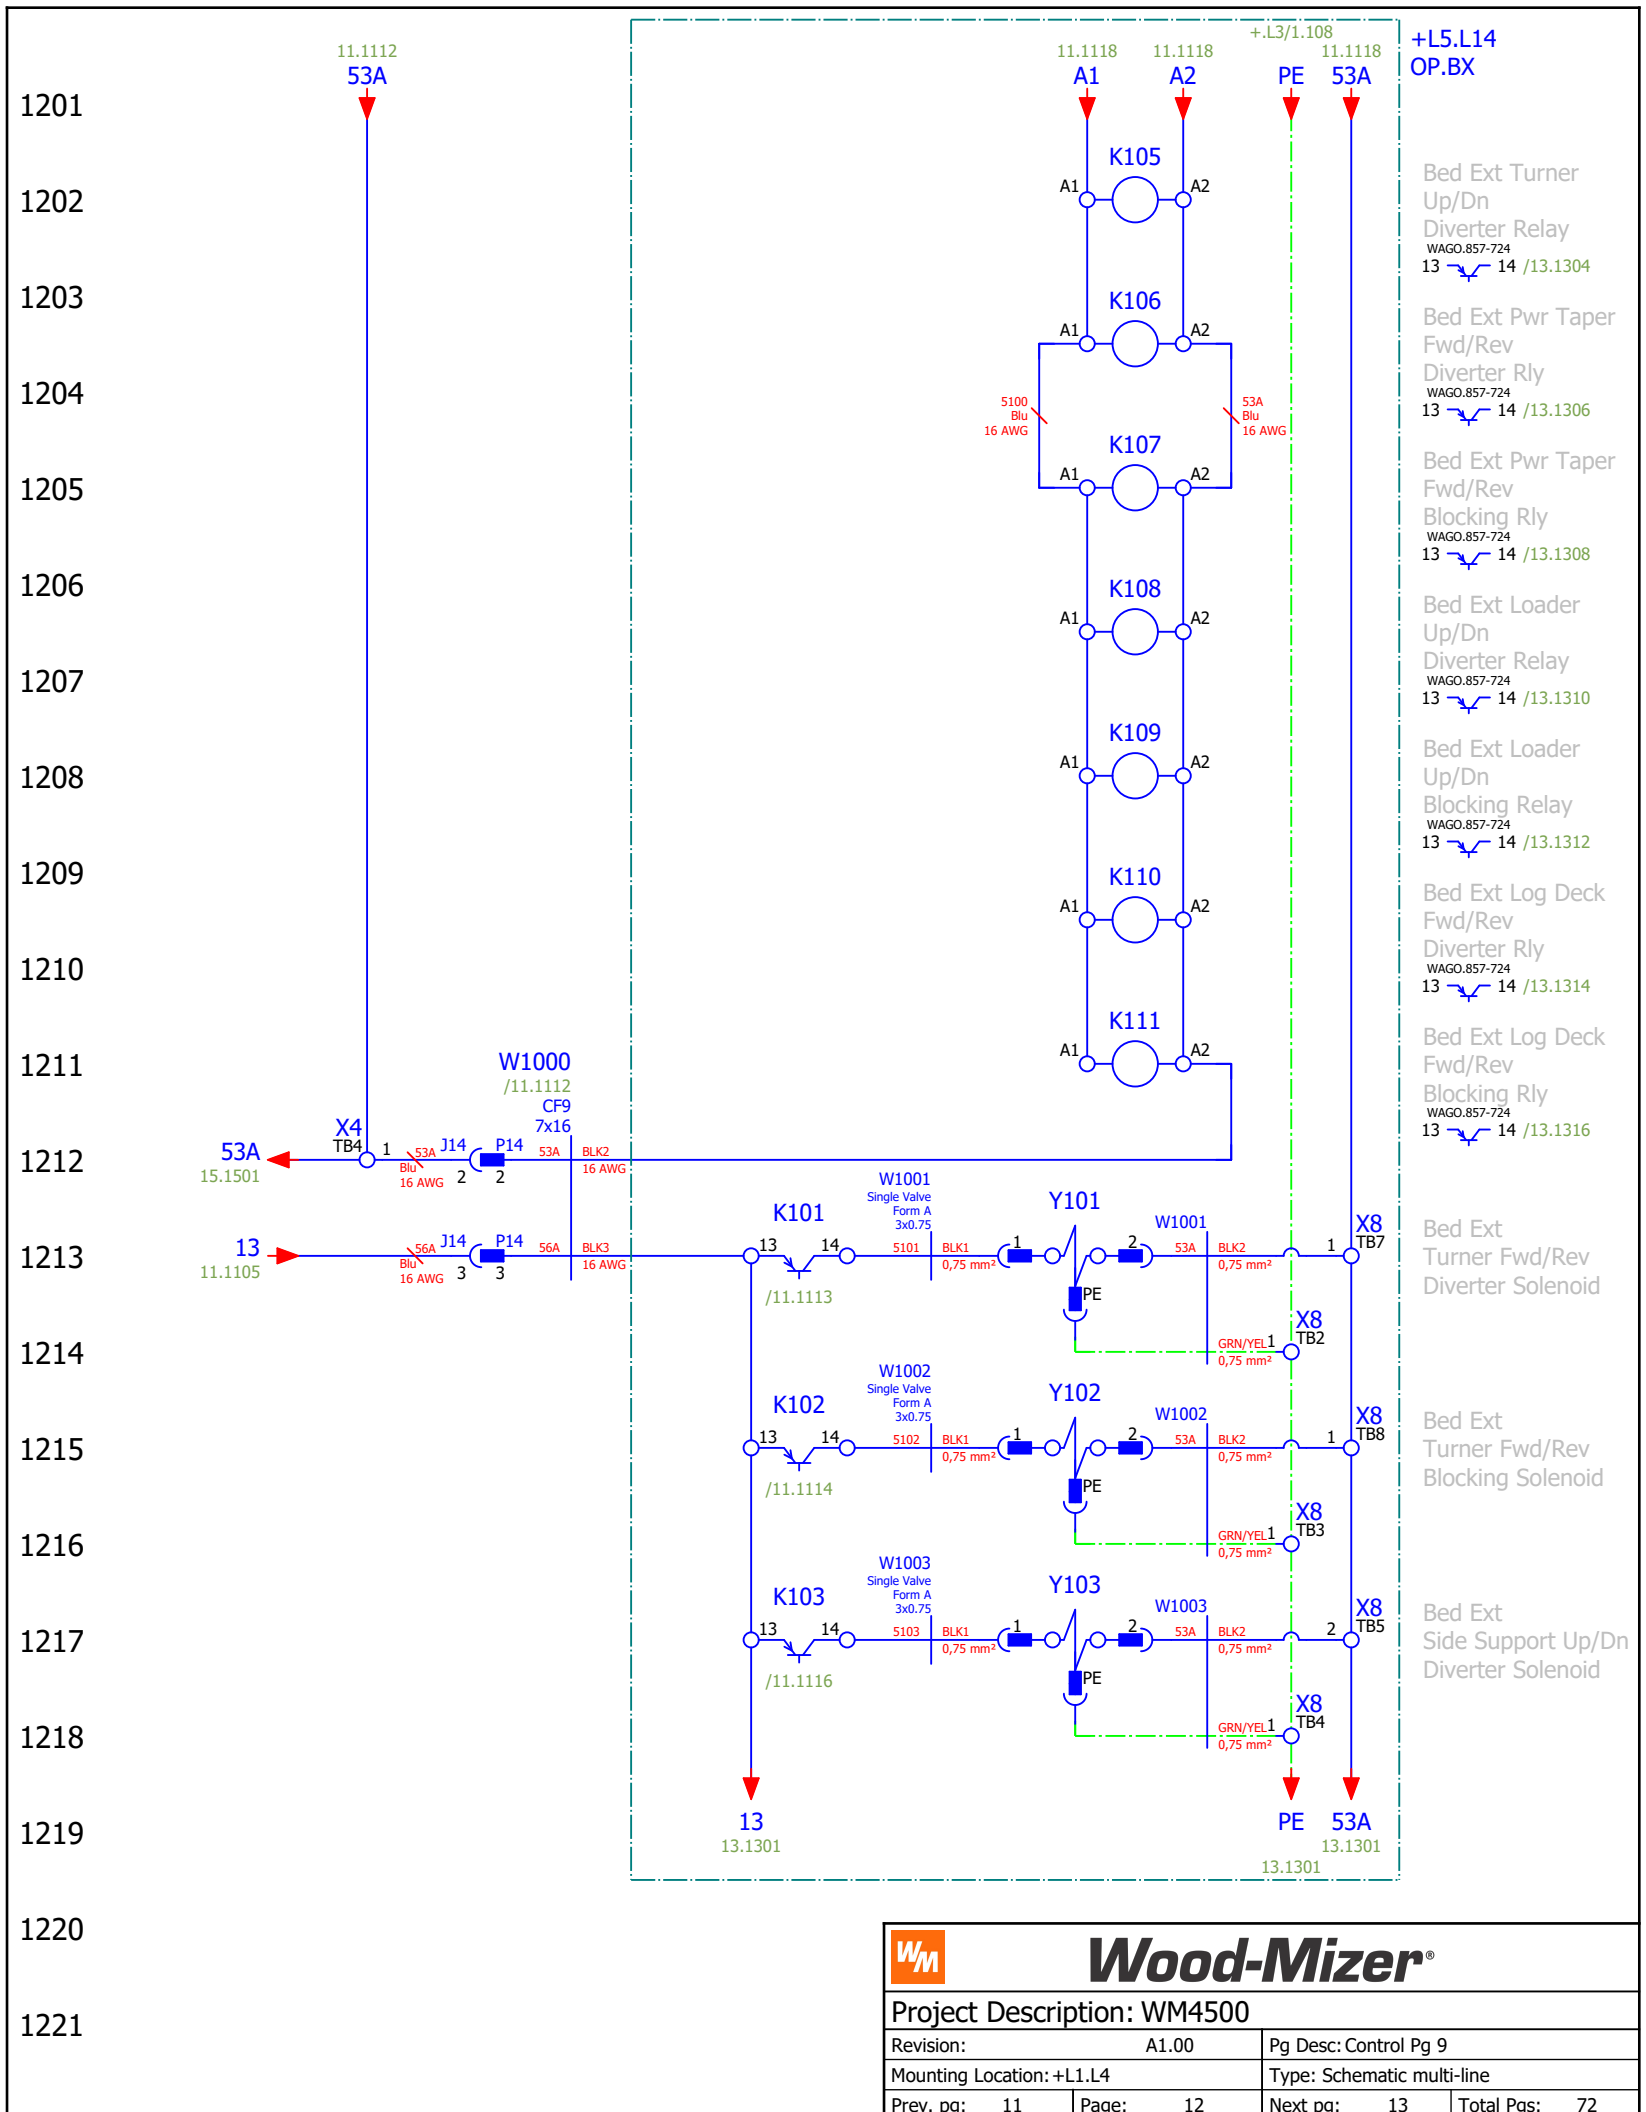 +L5.L14
OP.BX
11.1112
53A
11.1118
A1
11.1118
A2
+.L3/1.108
PE
11.1118
53A
1201
1202
1203
1204
1205
1206
1207
1208
1209
1210
1211
1212
1213
1214
1215
1216
1217
1218
1219
1220
1221
K105
A1 A2
Bed Ext Turner
Up/Dn
Diverter Relay
WAGO.857-724
13 14 /13.1304
K106
A1 A2
Bed Ext Pwr Taper
Fwd/Rev
Diverter Rly
WAGO.857-724
13 14 /13.1306
5100
Blu
16 AWG
53A
Blu
16 AWG
K107
A1 A2
Bed Ext Pwr Taper
Fwd/Rev
Blocking Rly
WAGO.857-724
13 14 /13.1308
K108
A1 A2
Bed Ext Loader
Up/Dn
Diverter Relay
WAGO.857-724
13 14 /13.1310
K109
A1 A2
Bed Ext Loader
Up/Dn
Blocking Relay
WAGO.857-724
13 14 /13.1312
K110
A1 A2
Bed Ext Log Deck
Fwd/Rev
Diverter Rly
WAGO.857-724
13 14 /13.1314
K111
A1 A2
Bed Ext Log Deck
Fwd/Rev
Blocking Rly
WAGO.857-724
13 14 /13.1316
W1000
/11.1112
CF9
7x16
53A
15.1501
X4
TB4 1
53A
Blu
16 AWG
J14 P14
2 2
53A
BLK2
16 AWG
13
11.1105
56A
Blu
16 AWG
J14 P14
3 3
56A
BLK3
16 AWG
K101
13 14
/11.1113
W1001
Single Valve
Form A
3x0.75
5101
BLK1
0,75 mm²
1
Y101
2
PE
W1001
53A
BLK2
0,75 mm²
1
X8
TB7
GRN/YEL
0,75 mm²
1
X8
TB2
Bed Ext
Turner Fwd/Rev
Diverter Solenoid
K102
13 14
/11.1114
W1002
Single Valve
Form A
3x0.75
5102
BLK1
0,75 mm²
1
Y102
2
PE
W1002
53A
BLK2
0,75 mm²
1
X8
TB8
GRN/YEL
0,75 mm²
1
X8
TB3
Bed Ext
Turner Fwd/Rev
Blocking Solenoid
K103
13 14
/11.1116
W1003
Single Valve
Form A
3x0.75
5103
BLK1
0,75 mm²
1
Y103
2
PE
W1003
53A
BLK2
0,75 mm²
2
X8
TB5
GRN/YEL
0,75 mm²
1
X8
TB4
Bed Ext
Side Support Up/Dn
Diverter Solenoid
13
13.1301
PE
13.1301
53A
13.1301
WM
Wood-Mizer®
Project Description: WM4500
Revision: A1.00
Pg Desc: Control Pg 9
Mounting Location: +L1.L4
Type: Schematic multi-line
Prev. pg: 11 Page: 12 Next pg: 13 Total Pgs: 72